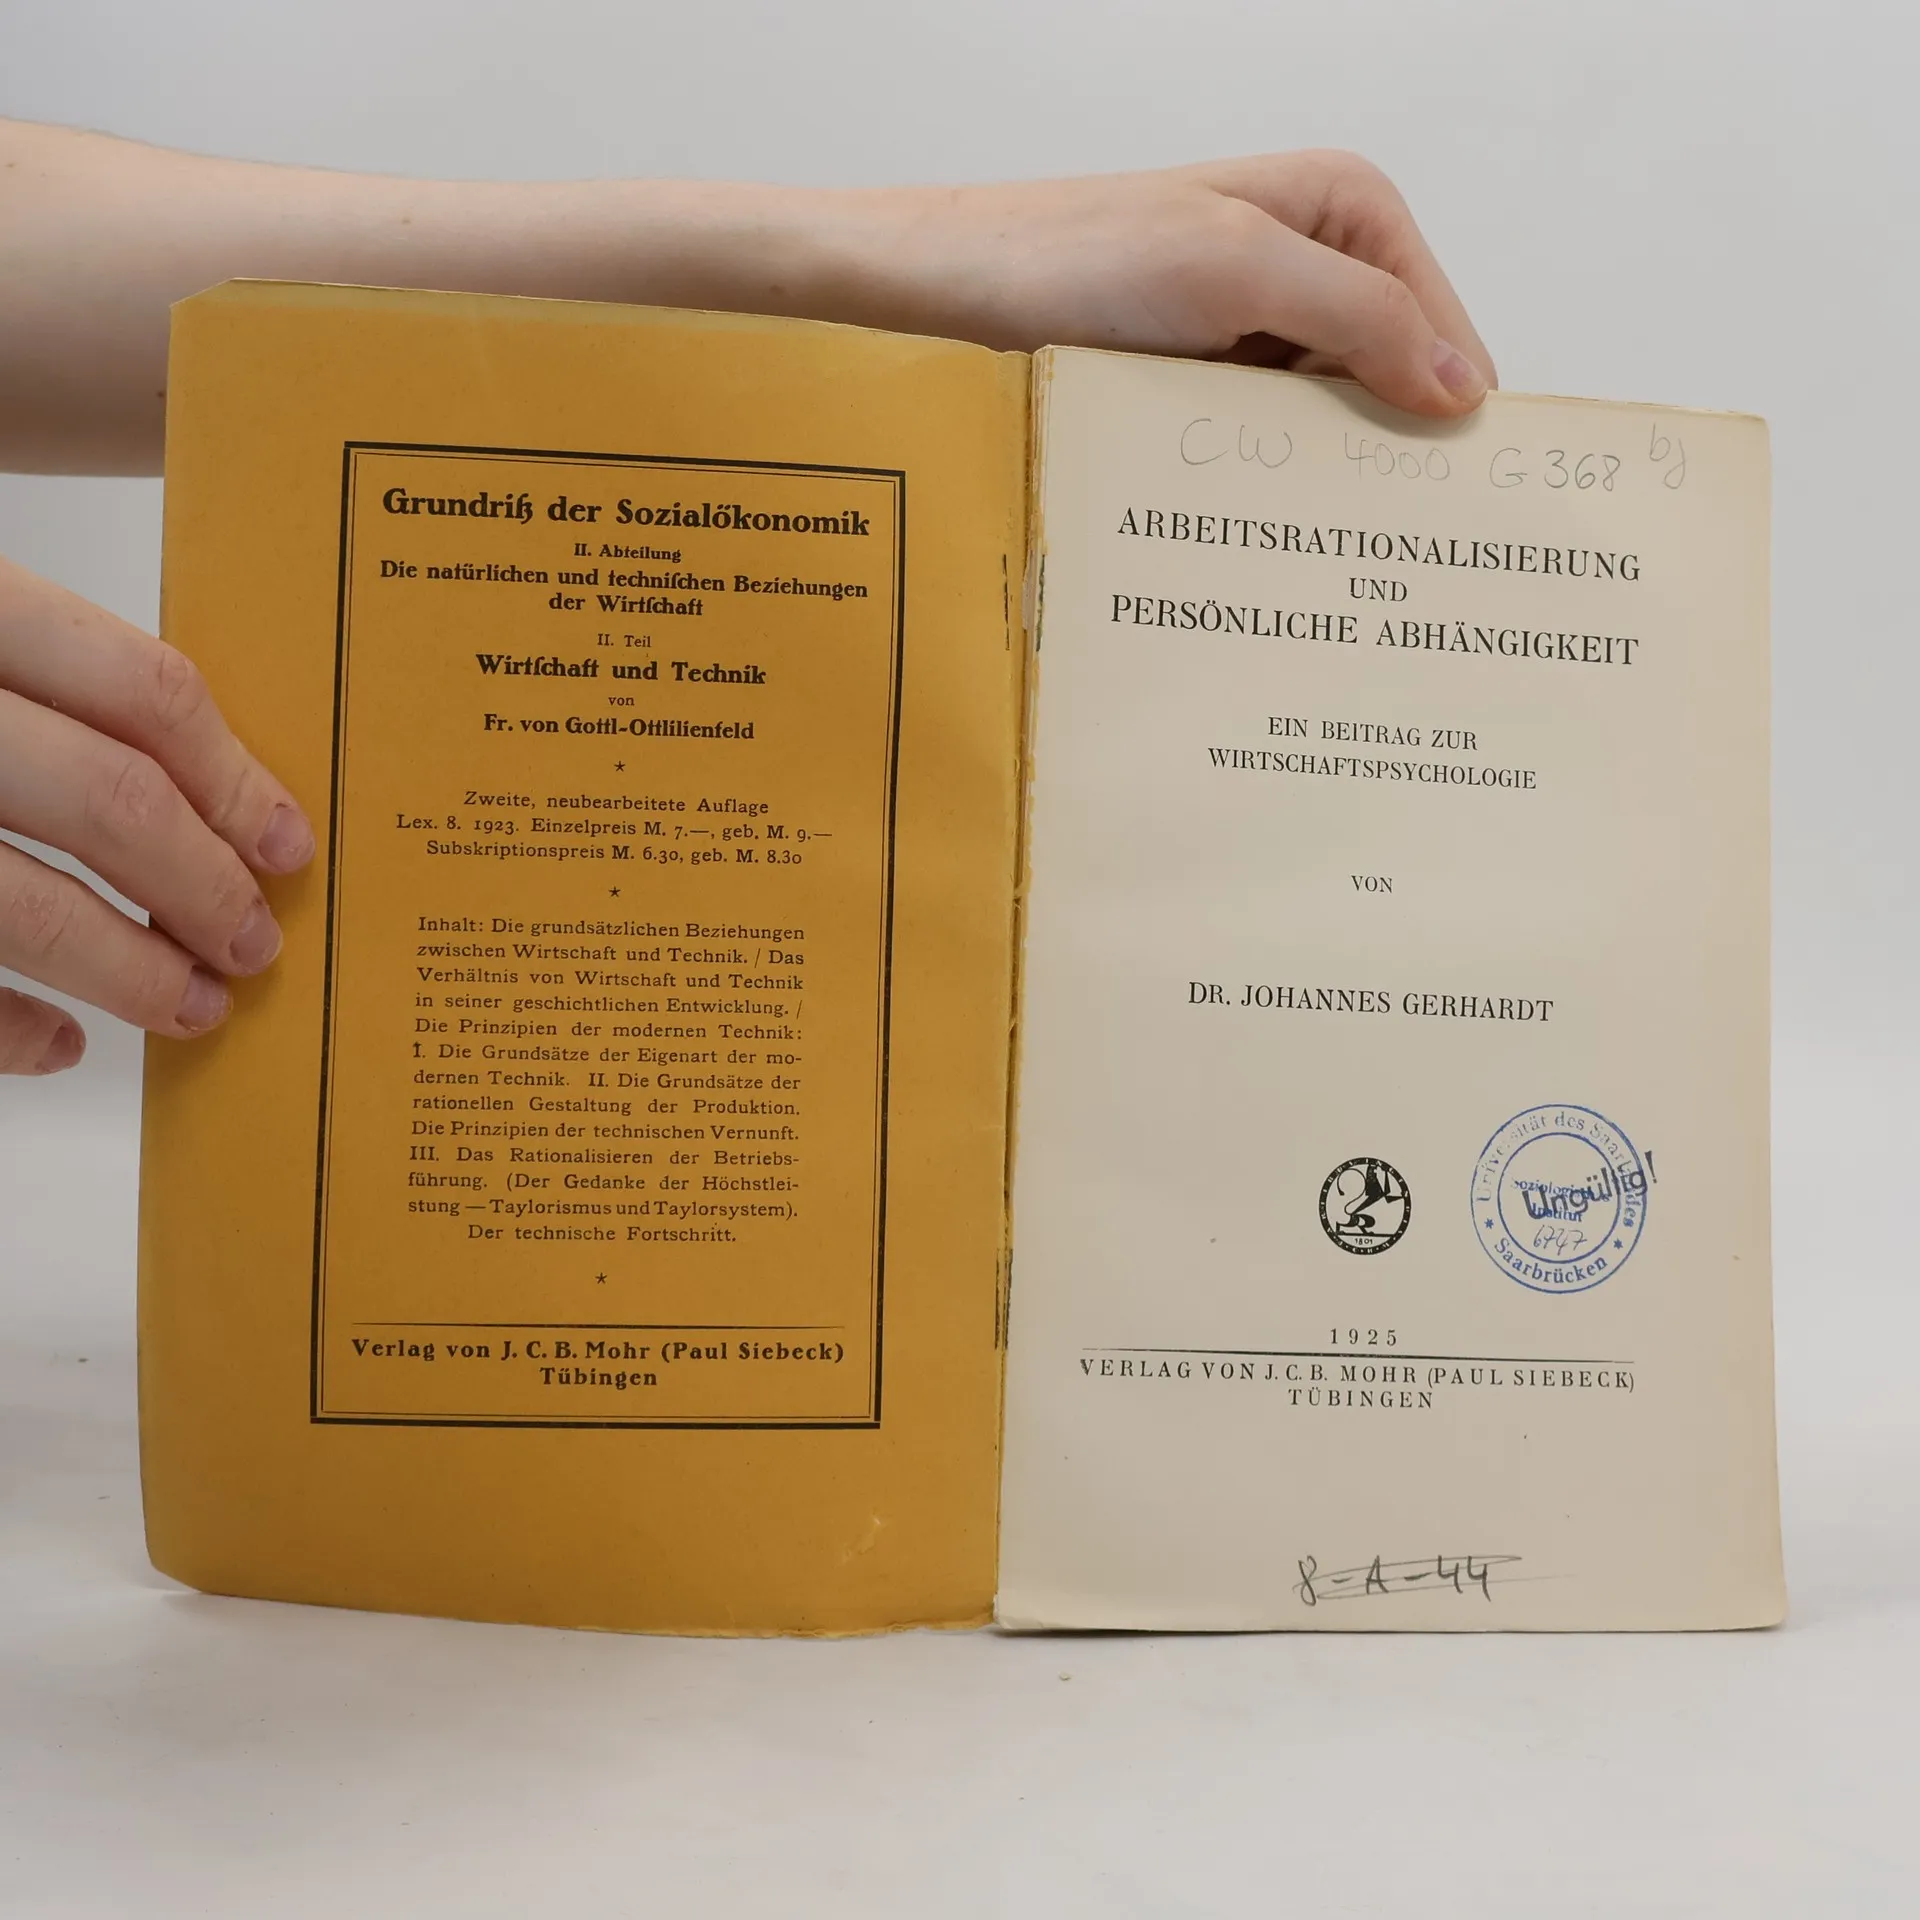 Grundriß der Sozialökonomik
II. Abteilung
Die natürlichen und techniſchen Beziehungen
der Wirtſchaft
II. Teil
Wirtſchaft und Technik
von
Fr. von Gottl-Ottlilienfeld
*
Zweite, neubearbeitete Auflage
Lex. 8. 1923. Einzelpreis M. 7.—, geb. M. 9.—
Subskriptionspreis M. 6.30, geb. M. 8.30
*
Inhalt: Die grundsätzlichen Beziehungen
zwischen Wirtschaft und Technik. / Das
Verhältnis von Wirtschaft und Technik
in seiner geschichtlichen Entwicklung. /
Die Prinzipien der modernen Technik:
I. Die Grundsätze der Eigenart der mo-
dernen Technik. II. Die Grundsätze der
rationellen Gestaltung der Produktion.
Die Prinzipien der technischen Vernunft.
III. Das Rationalisieren der Betriebs-
führung. (Der Gedanke der Höchstlei-
stung — Taylorismus und Taylorsystem).
Der technische Fortschritt.
*
Verlag von J. C. B. Mohr (Paul Siebeck)
Tübingen
CW 4000 G 368
ARBEITSRATIONALISIERUNG
UND
PERSÖNLICHE ABHÄNGIGKEIT
EIN BEITRAG ZUR
WIRTSCHAFTSPSYCHOLOGIE
VON
DR. JOHANNES GERHARDT
1801
Universität des Saarlandes
Ungültig!
Institut
6747
Saarbrücken
1925
VERLAG VON J. C. B. MOHR (PAUL SIEBECK)
TÜBINGEN
8-A-44